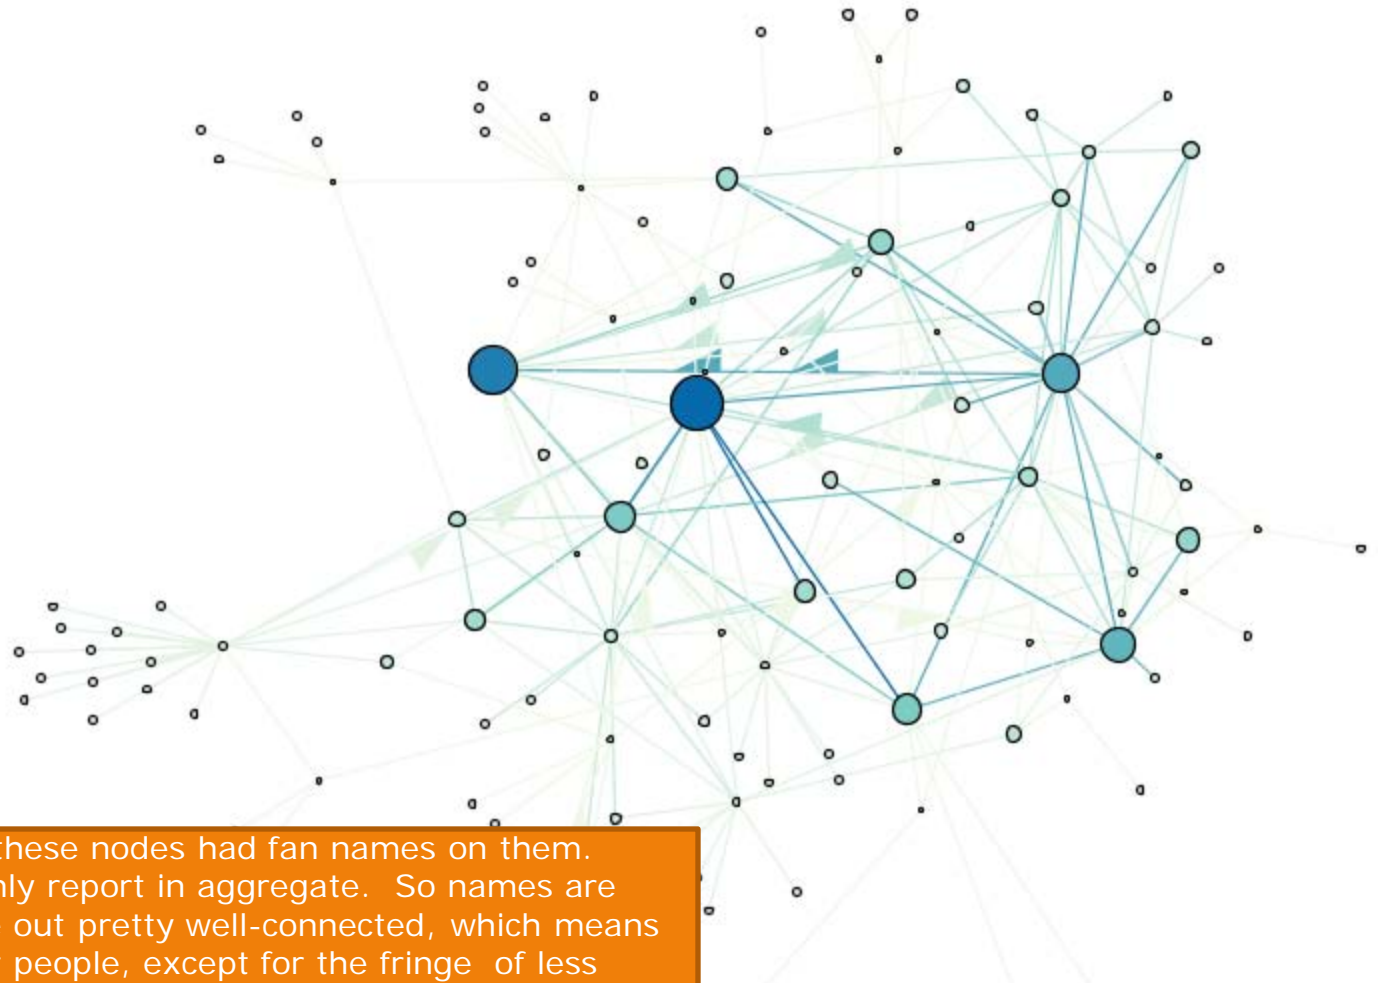 these nodes had fan names on them.
nly report in aggregate. So names are
out pretty well-connected, which means
people, except for the fringe of less